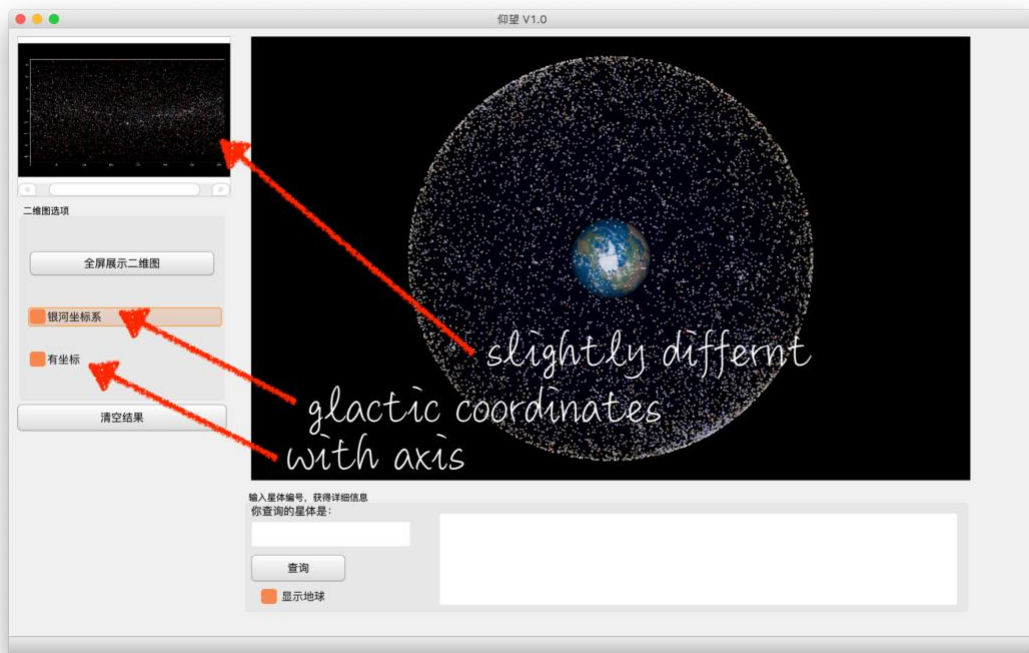 仰望 V1.0
二维图选项
全屏展示二维图
银河坐标系
有坐标
清空结果
slightly differnt
glactic coordinates
with axis
输入星体编号，获得详细信息
你查询的星体是：
查询
显示地球